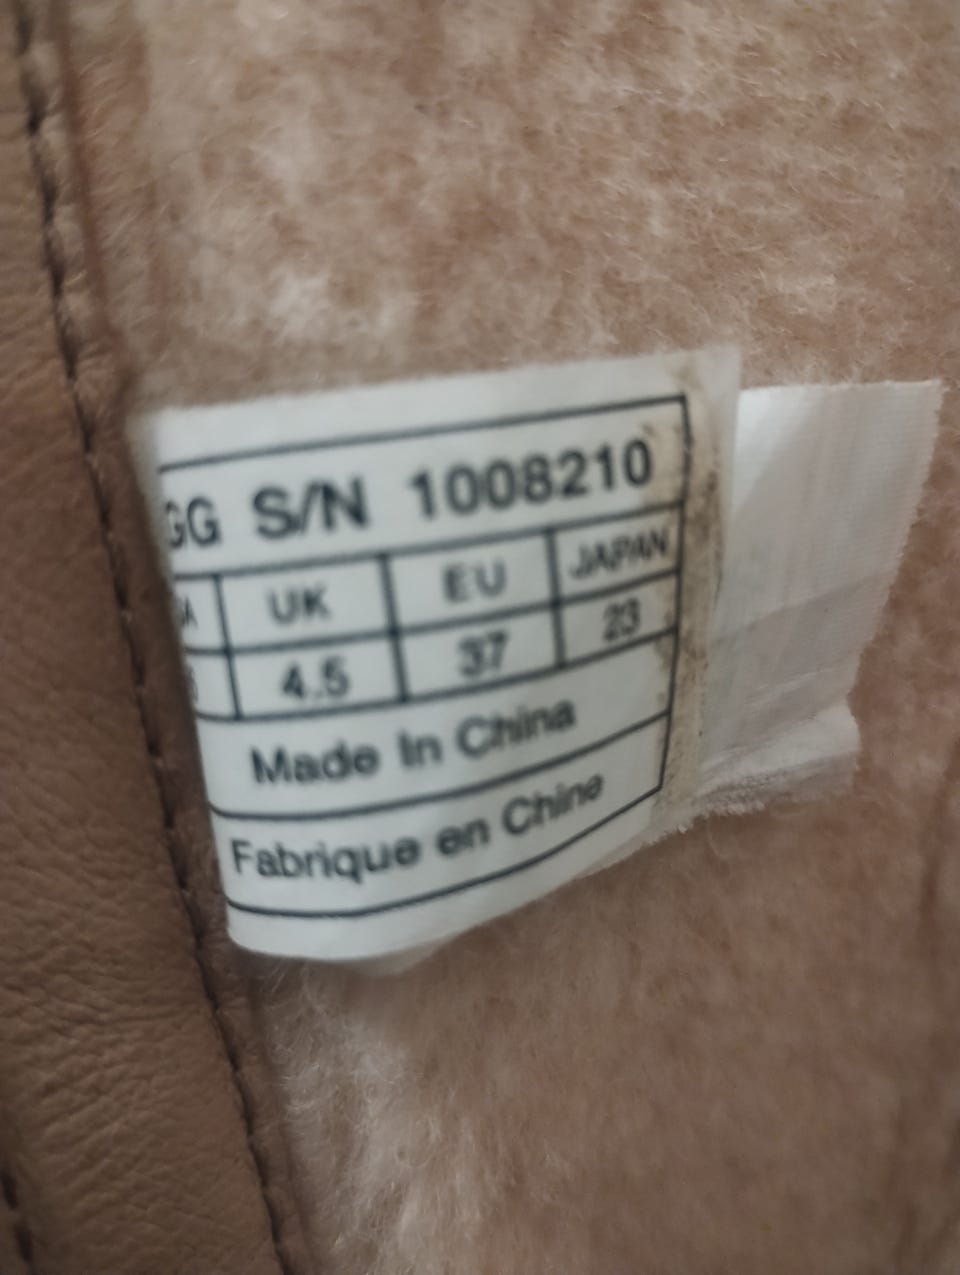 GG S/N 1008210
UK EU JAPAN
4.5 37 23
Made In China
Fabrique en Chine